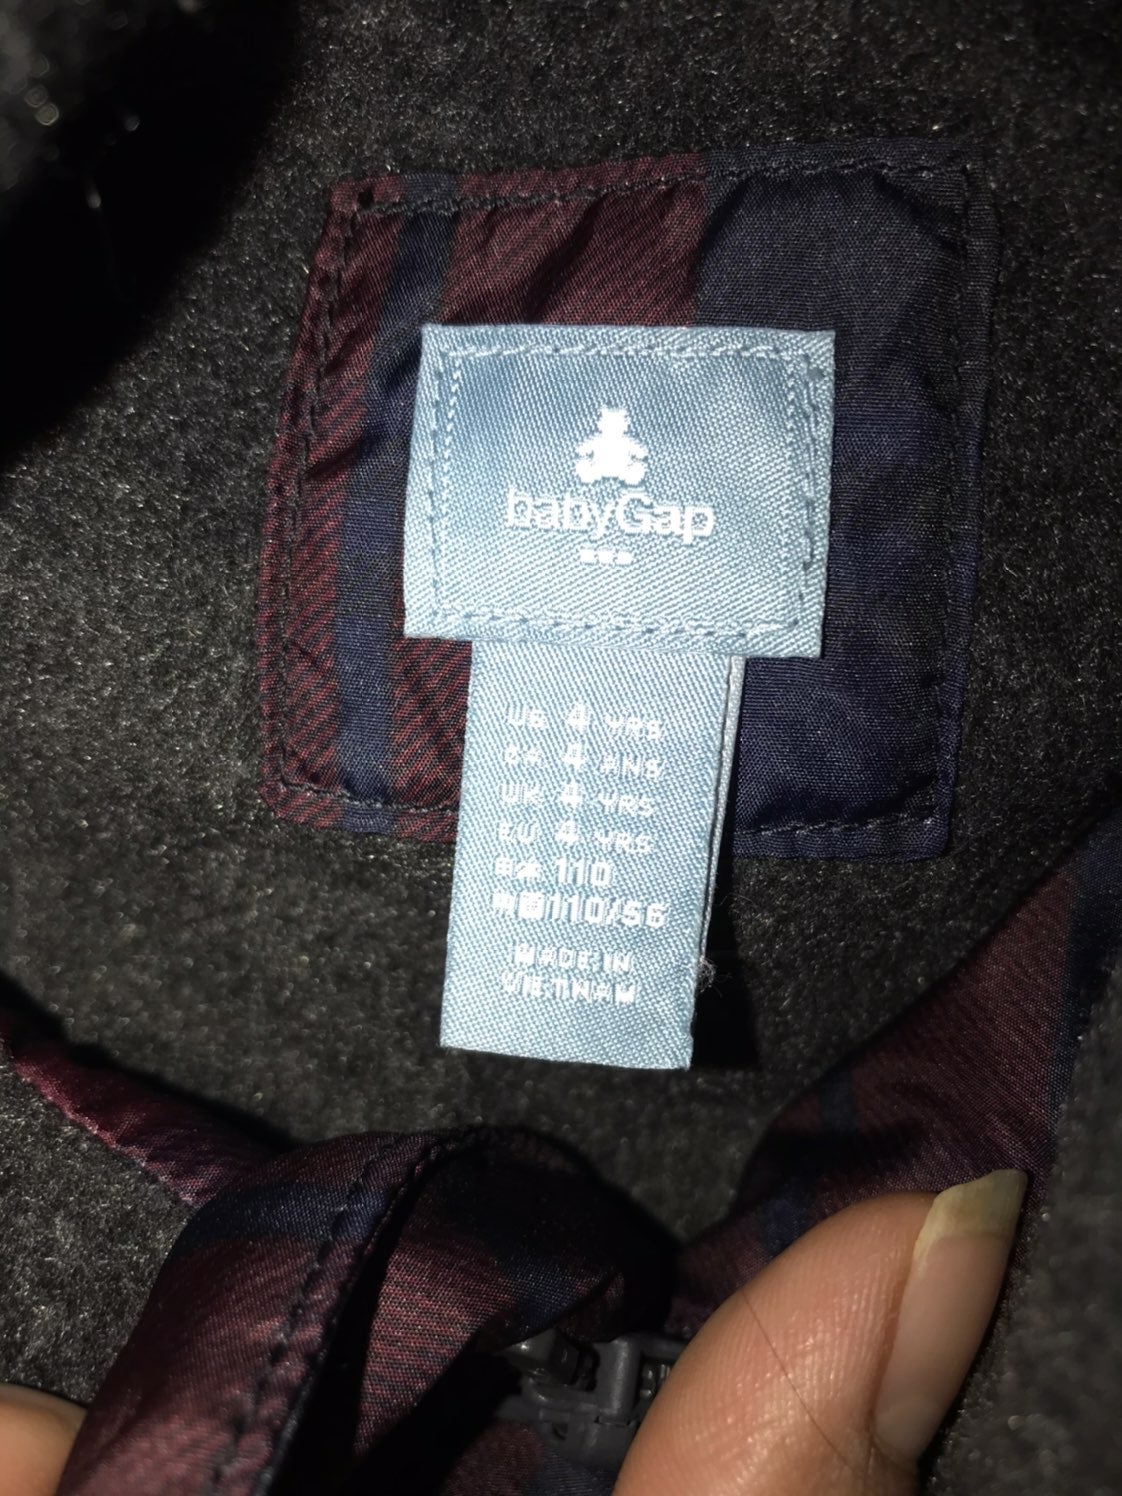 babyGap
US 4 YRS
CA 4 ANS
UK 4 YRS
EU 4 YRS
110
110/56
MADE IN
VIETNAM